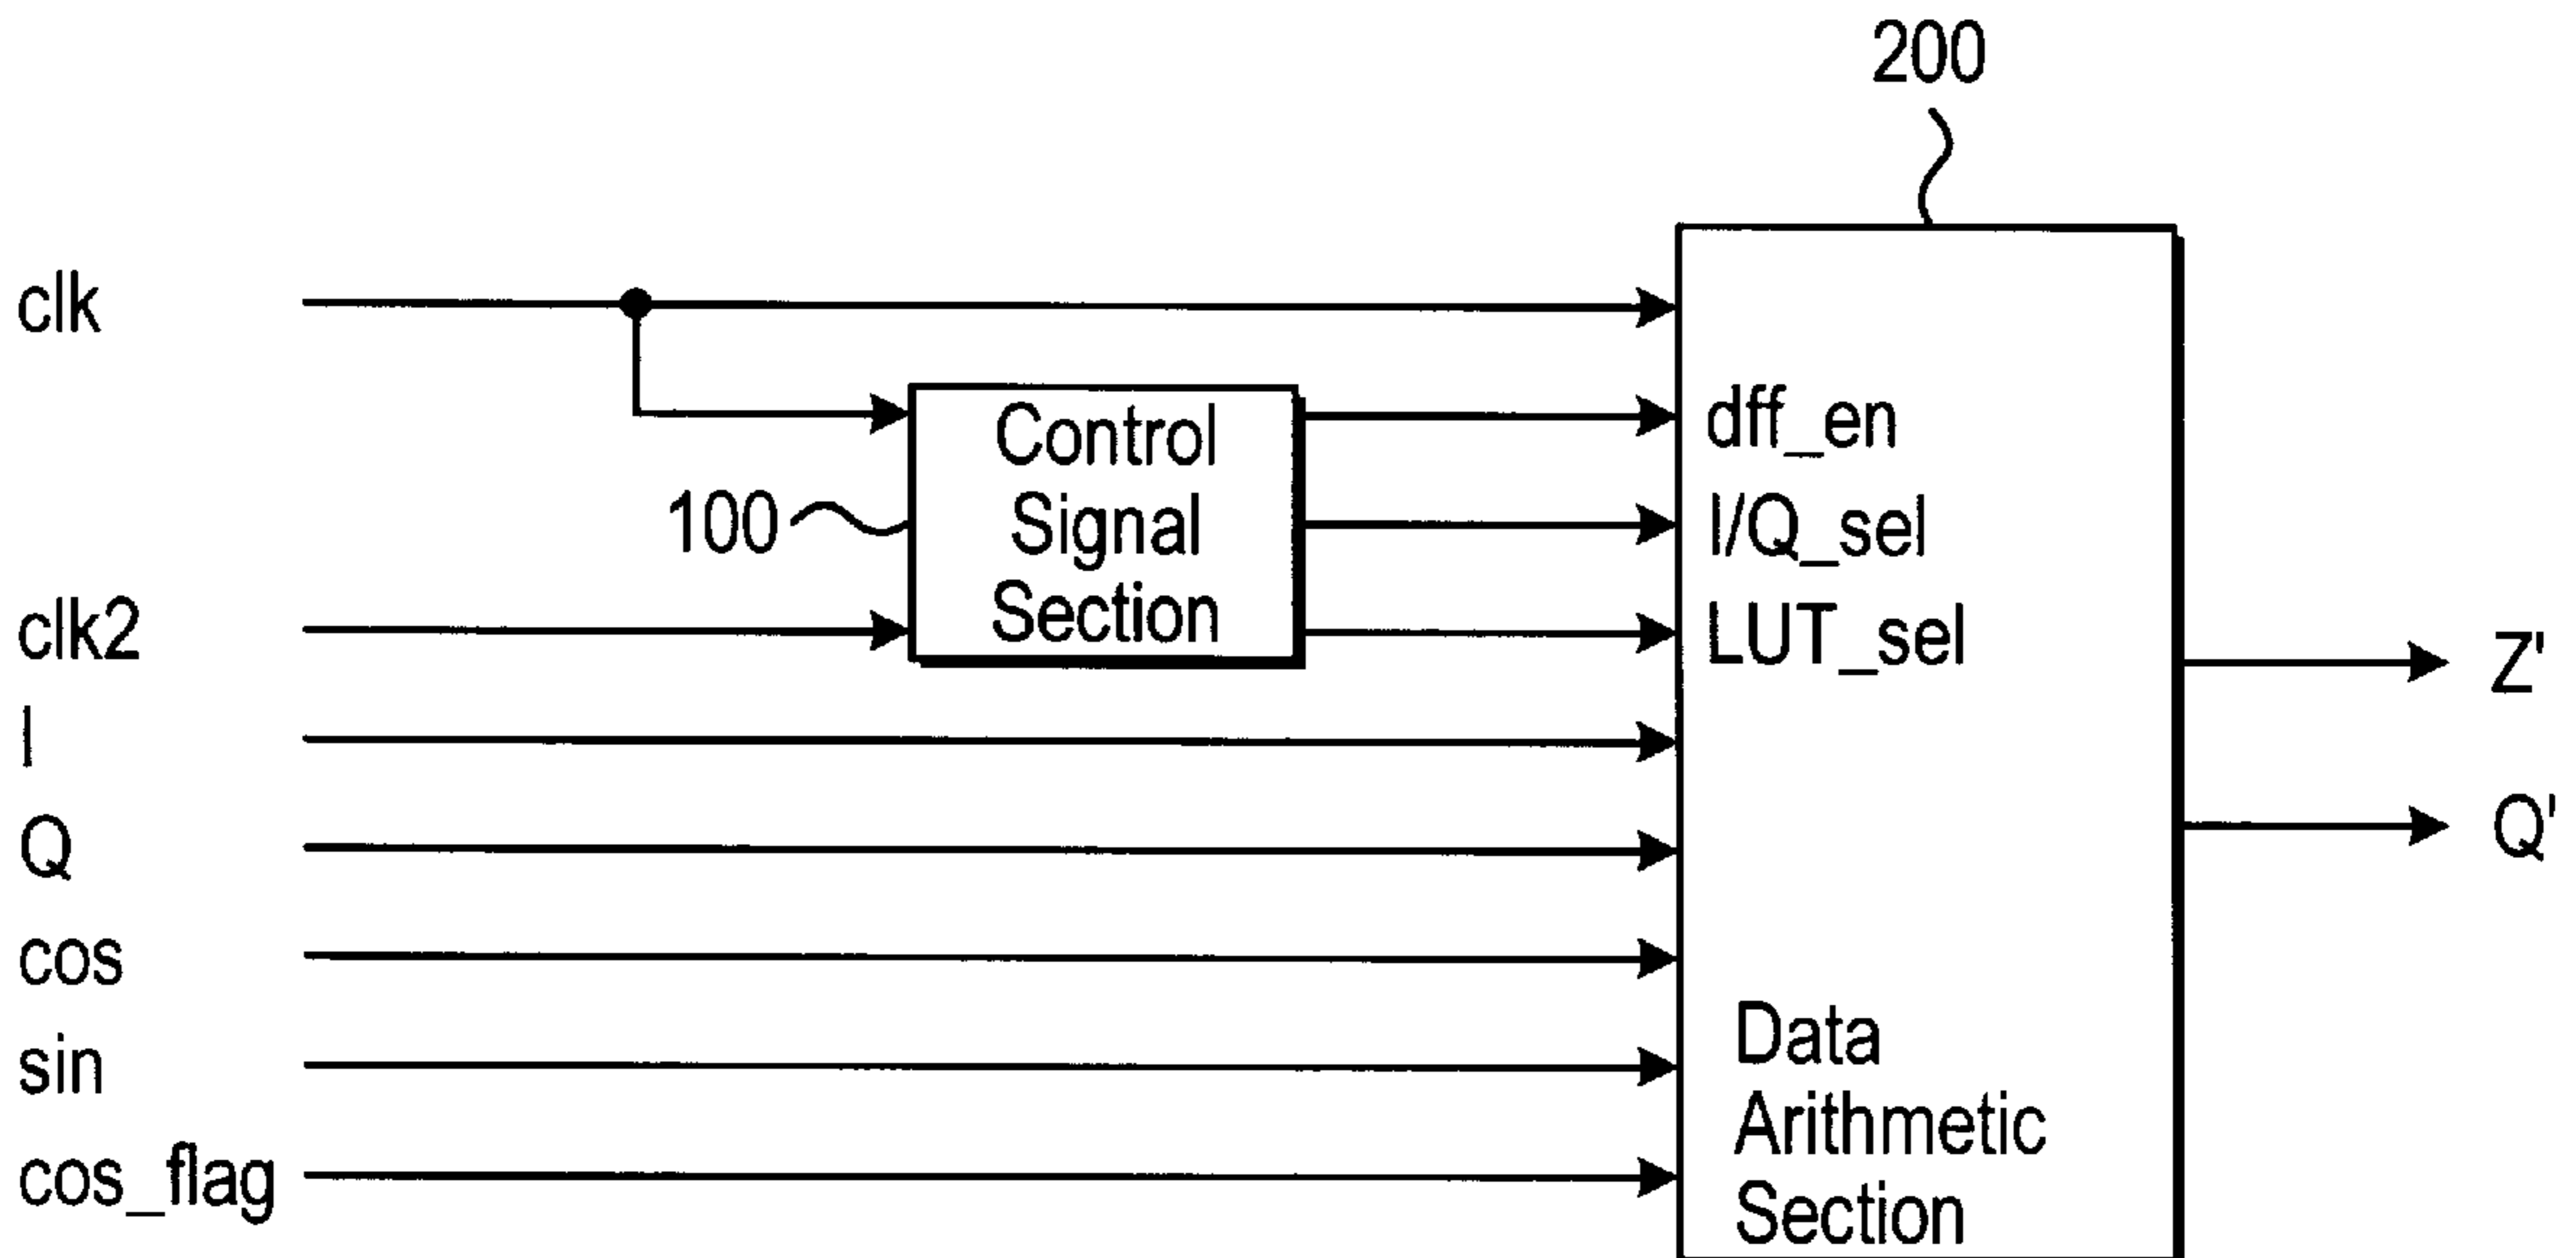 200
clk
Control
Signal
Section
100
dff_en
I/Q_sel
LUT_sel
clk2
I
Q
cos
sin
cos_flag
Data
Arithmetic
Section
Z'
Q'